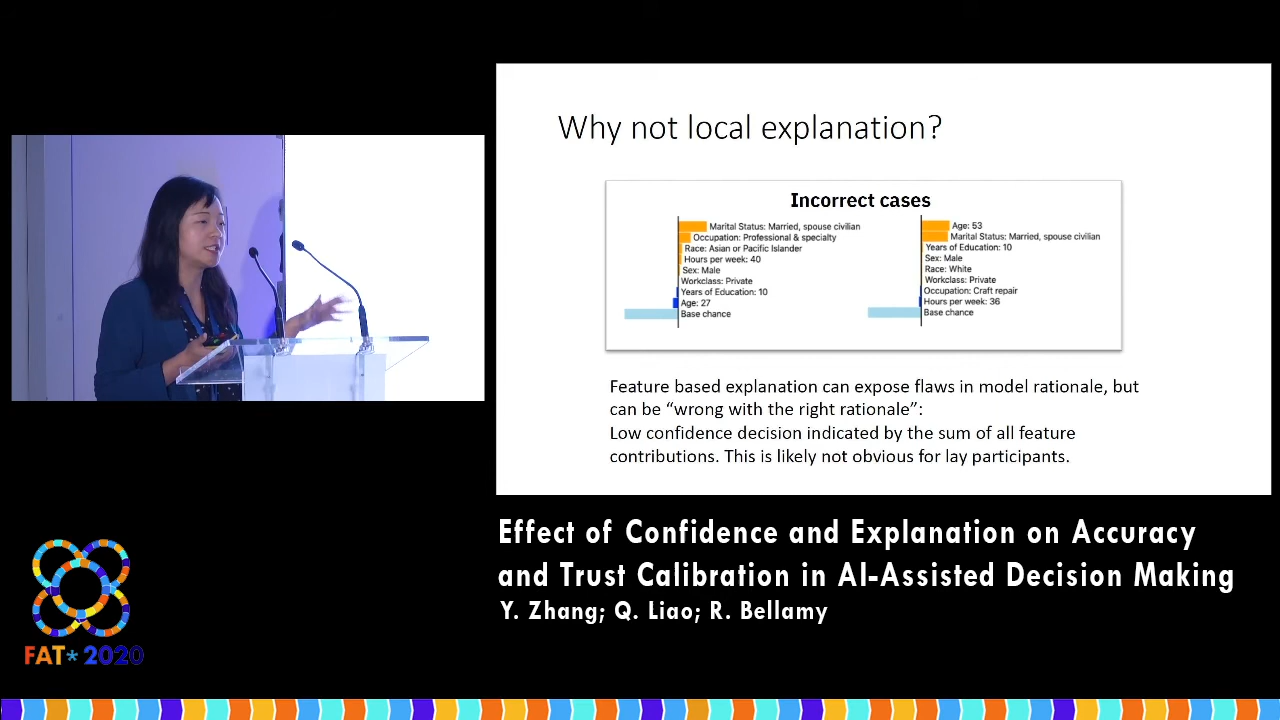 Why not local explanation?
Incorrect cases
Marital Status: Married, spouse civilian
Occupation: Professional & specialty
Race: Asian or Pacific Islander
Hours per week: 40
Sex: Male
Workclass: Private
Years of Education: 10
Age: 27
Base chance
Age: 53
Marital Status: Married, spouse civilian
Years of Education: 10
Sex: Male
Race: White
Workclass: Private
Occupation: Craft repair
Hours per week: 36
Base chance
Feature based explanation can expose flaws in model rationale, but
can be “wrong with the right rationale”:
Low confidence decision indicated by the sum of all feature
contributions. This is likely not obvious for lay participants.
Effect of Confidence and Explanation on Accuracy
and Trust Calibration in AI-Assisted Decision Making
Y. Zhang; Q. Liao; R. Bellamy
FAT* 2020